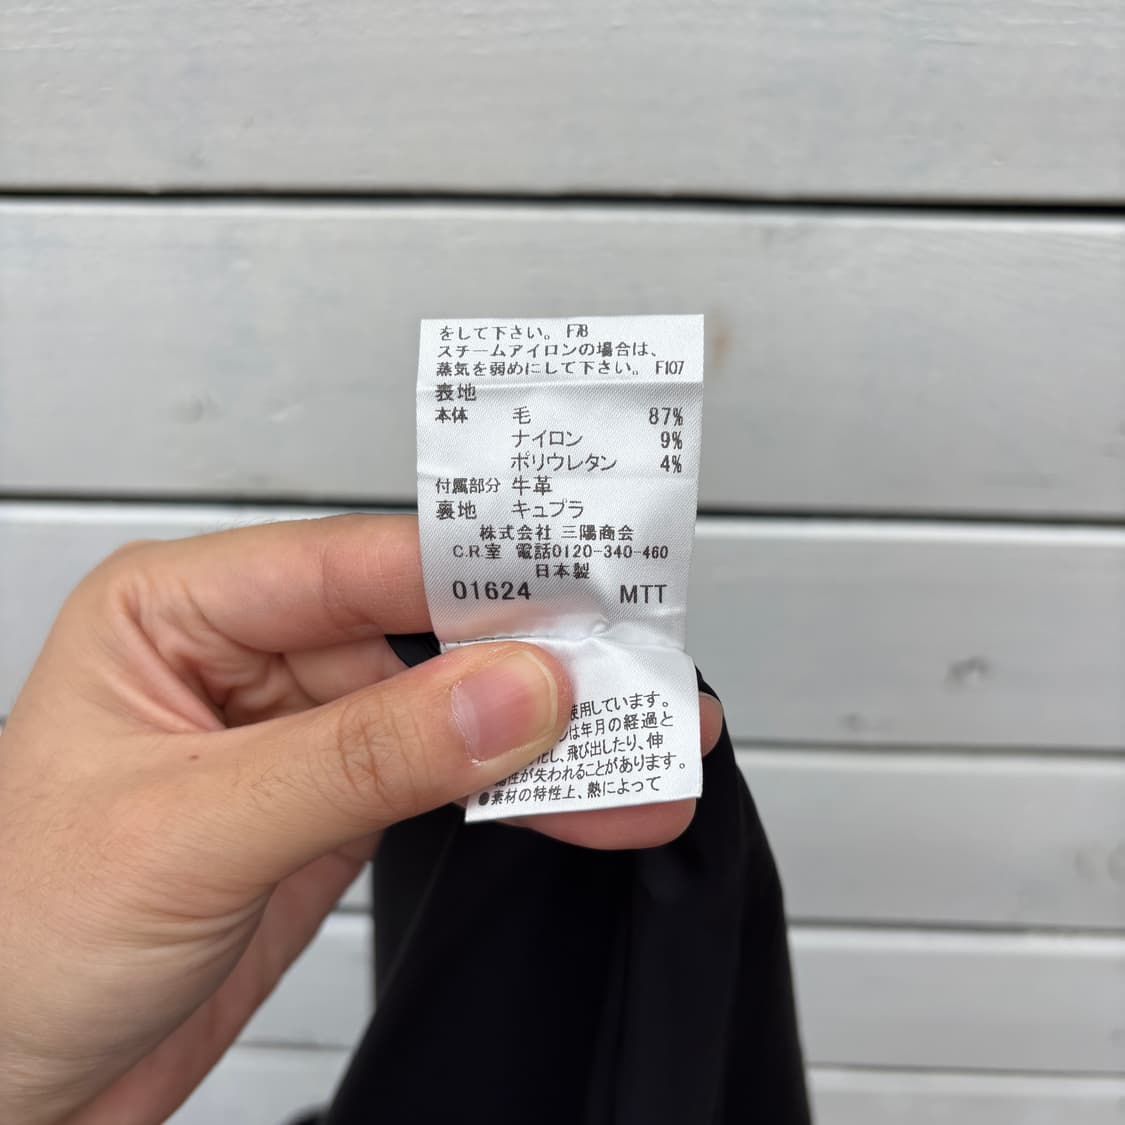 をして下さい。 F78
スチームアイロンの場合は、
蒸気を弱めにして下さい。 F107
表地
本体 毛 87%
ナイロン 9%
ポリウレタン 4%
付属部分 牛革
裏地 キュプラ
株式会社 三陽商会
C.R.室 電話0120-340-460
日本製
01624 MTT
使用しています。
は年月の経過と
化し、飛び出したり、伸
性が失われることがあります。
●素材の特性上、熱によって